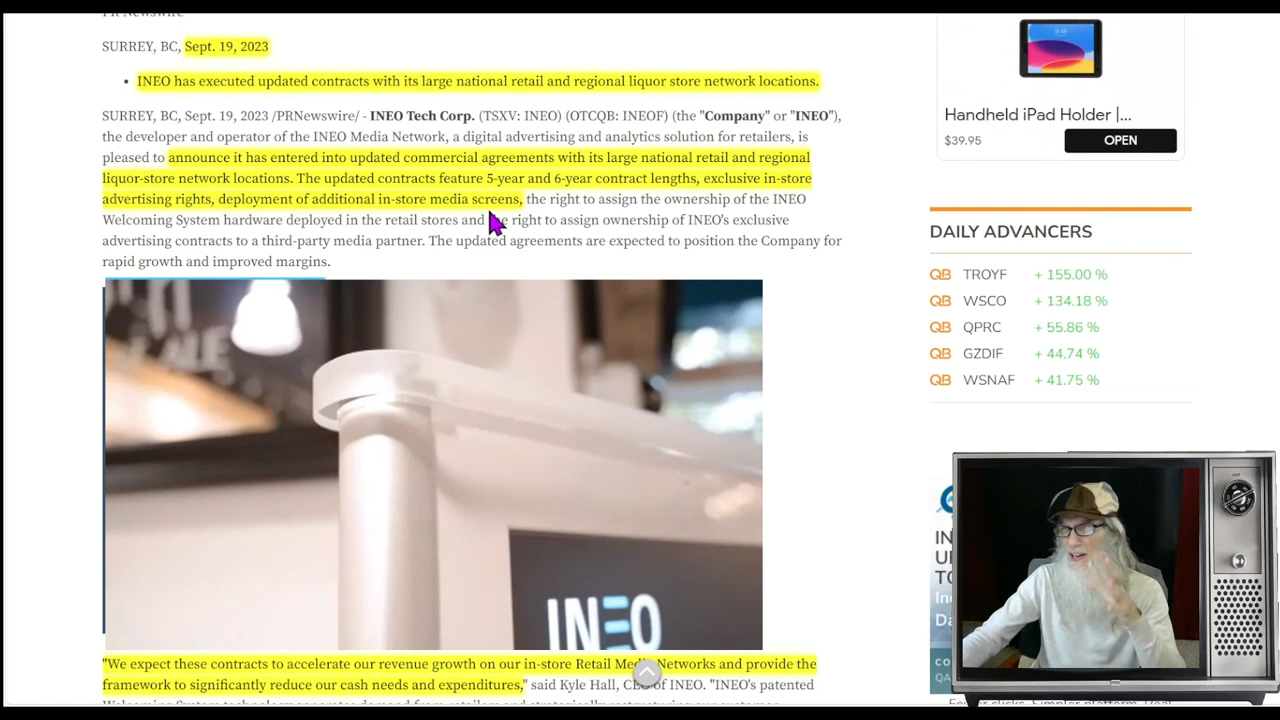 PR Newswire
SURREY, BC, Sept. 19, 2023
• INEO has executed updated contracts with its large national retail and regional liquor store network locations.
SURREY, BC, Sept. 19, 2023 /PRNewswire/ - INEO Tech Corp. (TSXV: INEO) (OTCQB: INEOF) (the "Company" or "INEO"),
the developer and operator of the INEO Media Network, a digital advertising and analytics solution for retailers, is
pleased to announce it has entered into updated commercial agreements with its large national retail and regional
liquor-store network locations. The updated contracts feature 5-year and 6-year contract lengths, exclusive in-store
advertising rights, deployment of additional in-store media screens, the right to assign the ownership of the INEO
Welcoming System hardware deployed in the retail stores and the right to assign ownership of INEO's exclusive
advertising contracts to a third-party media partner. The updated agreements are expected to position the Company for
rapid growth and improved margins.
INEO
"We expect these contracts to accelerate our revenue growth on our in-store Retail Media Networks and provide the
framework to significantly reduce our cash needs and expenditures," said Kyle Hall, CEO of INEO. "INEO's patented
Handheld iPad Holder |...
$39.95
OPEN
DAILY ADVANCERS
QB TROYF + 155.00 %
QB WSCO + 134.18 %
QB QPRC + 55.86 %
QB GZDIF + 44.74 %
QB WSNAF + 41.75 %